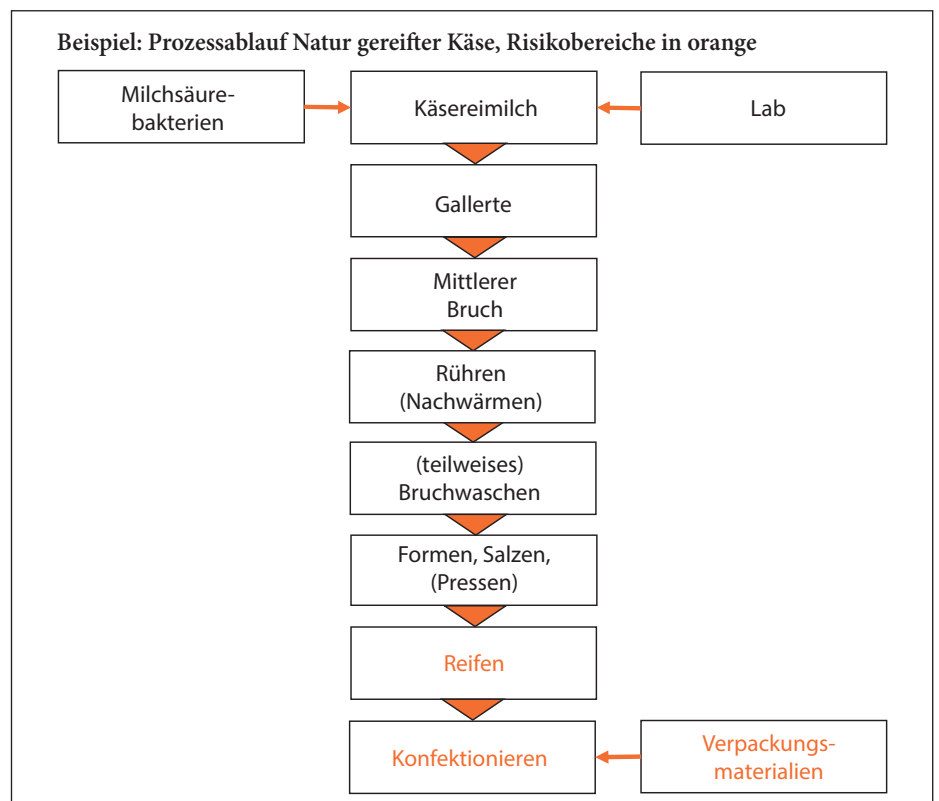 Beispiel: Prozessablauf Natur gereifter Käse, Risikobereiche in orange
Milchsäure-
bakterien
Käsereimilch
Lab
Gallerte
Mittlerer
Bruch
Rühren
(Nachwärmen)
(teilweises)
Bruchwaschen
Formen, Salzen,
(Pressen)
Reifen
Konfektionieren
Verpackungs-
materialien